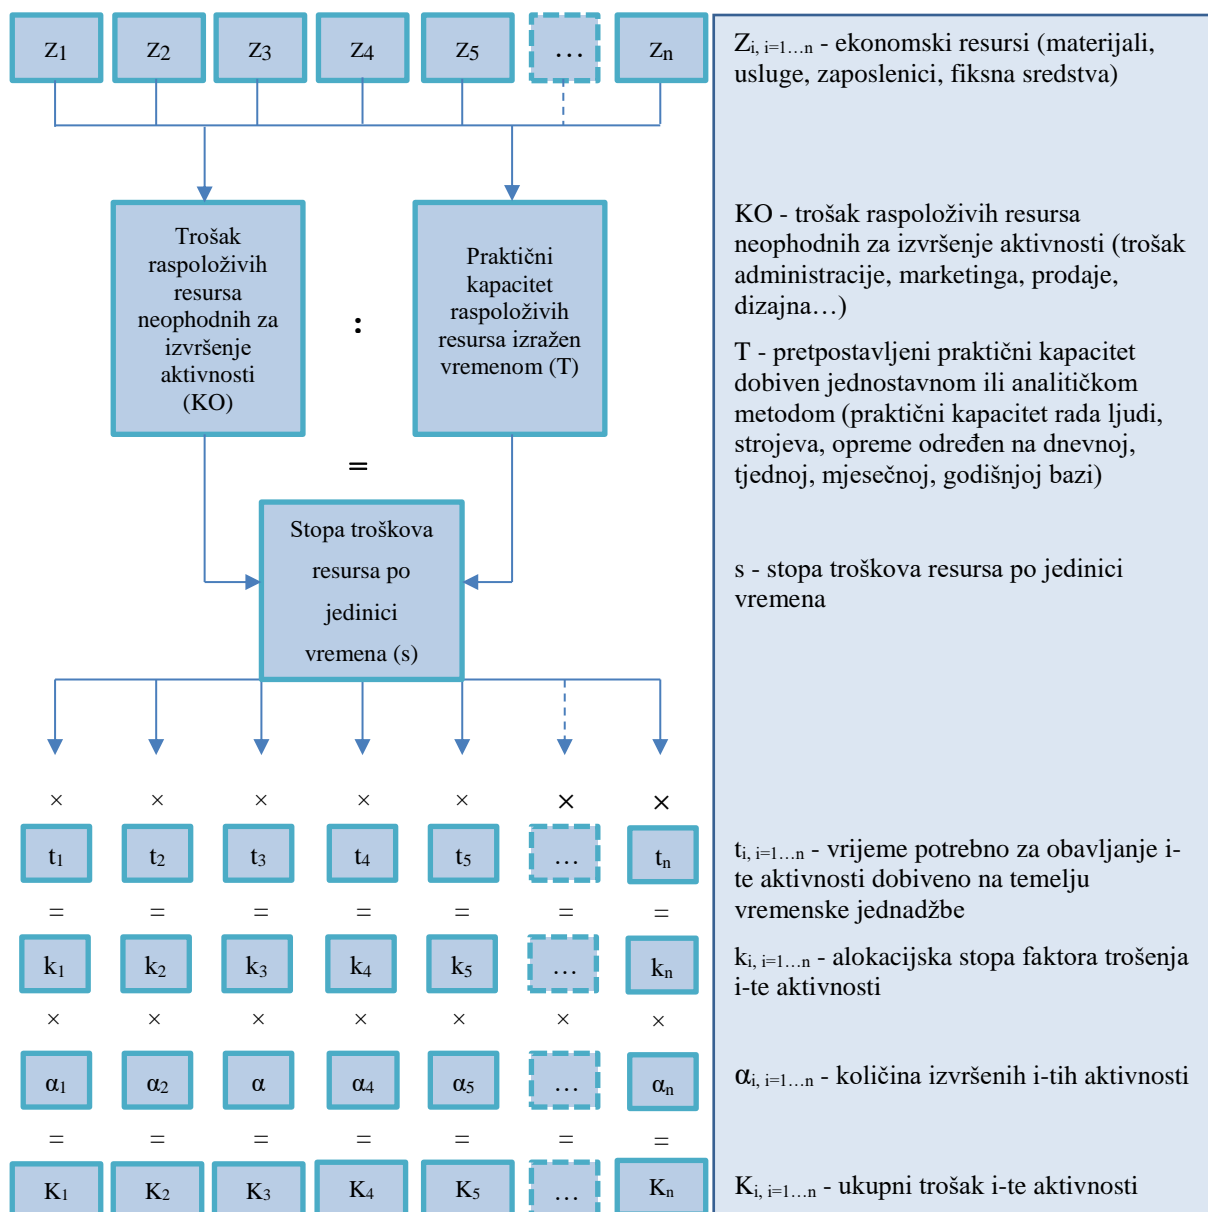 Z1 Z2 Z3 Z4 Z5 … Zn
Zi, i=1…n - ekonomski resursi (materijali,
usluge, zaposlenici, fiksna sredstva)
Trošak
raspoloživih
resursa
neophodnih za
izvršenje
aktivnosti
(KO)
:
Praktični
kapacitet
raspoloživih
resursa izražen
vremenom (T)
KO - trošak raspoloživih resursa
neophodnih za izvršenje aktivnosti (trošak
administracije, marketinga, prodaje,
dizajna…)
T - pretpostavljeni praktični kapacitet
dobiven jednostavnom ili analitičkom
metodom (praktični kapacitet rada ljudi,
strojeva, opreme određen na dnevnoj,
tjednoj, mjesečnoj, godišnjoj bazi)
=
Stopa troškova
resursa po
jedinici
vremena (s)
s - stopa troškova resursa po jedinici
vremena
× × × × × × ×
t1 t2 t3 t4 t5 … tn
ti, i=1…n - vrijeme potrebno za obavljanje i-
te aktivnosti dobiveno na temelju
vremenske jednadžbe
= = = = = = =
k1 k2 k3 k4 k5 … kn
ki, i=1…n - alokacijska stopa faktora trošenja
i-te aktivnosti
× × × × × × ×
α1 α2 α α4 α5 … αn
αi, i=1…n - količina izvršenih i-tih aktivnosti
= = = = = = =
K1 K2 K3 K4 K5 … Kn
Ki, i=1…n - ukupni trošak i-te aktivnosti